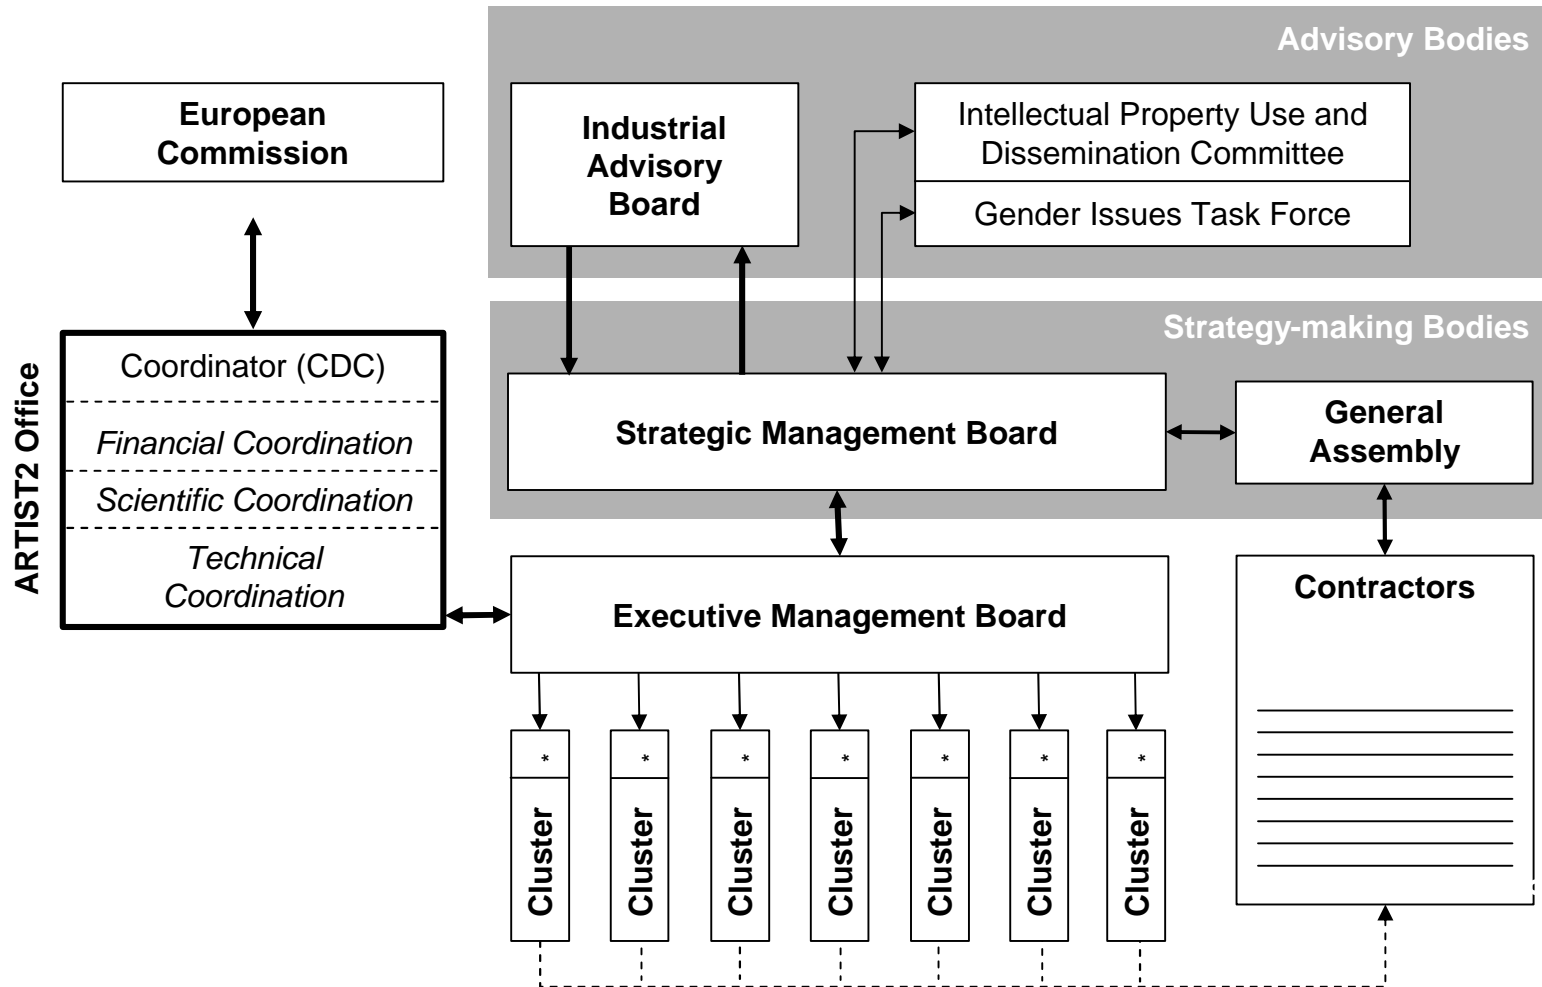 Advisory Bodies
European
Commission
Industrial
Advisory
Board
Intellectual Property Use and
Dissemination Committee
Gender Issues Task Force
Strategy-making Bodies
ARTIST2 Office
Coordinator (CDC)
Financial Coordination
Scientific Coordination
Technical
Coordination
Strategic Management Board
General
Assembly
Executive Management Board
Contractors
* Cluster
* Cluster
* Cluster
* Cluster
* Cluster
* Cluster
* Cluster